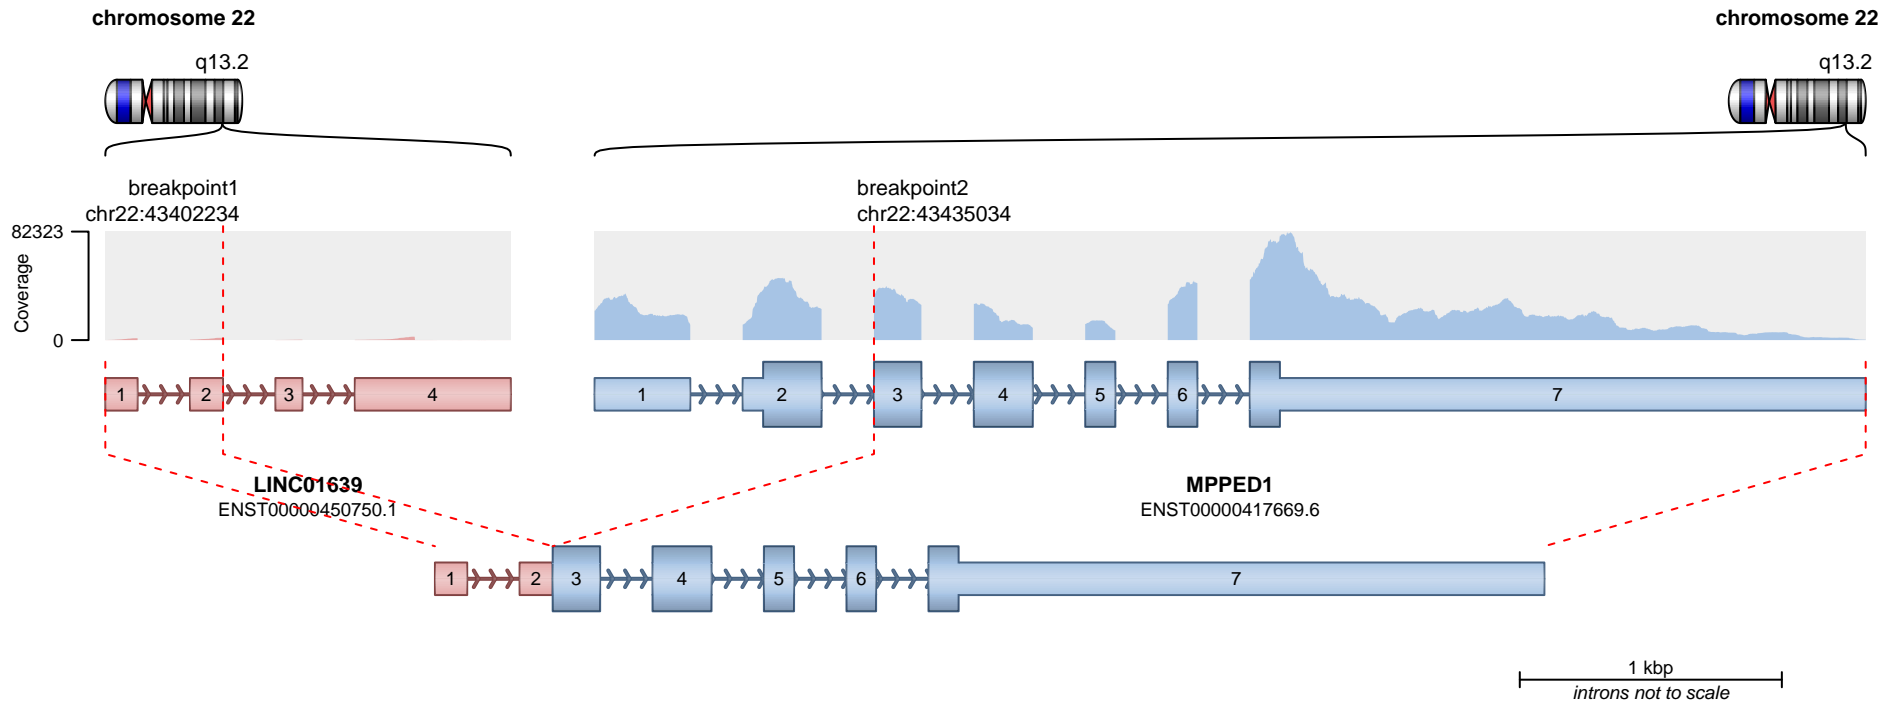 chromosome 22
chromosome 22
q13.2
q13.2
breakpoint1
chr22:43402234
breakpoint2
chr22:43435034
82323
Coverage
0
1 2 3 4
1 2 3 4 5 6 7
LINC01639
ENST00000450750.1
MPPED1
ENST00000417669.6
1 2 3 4 5 6 7
1 kbp
introns not to scale